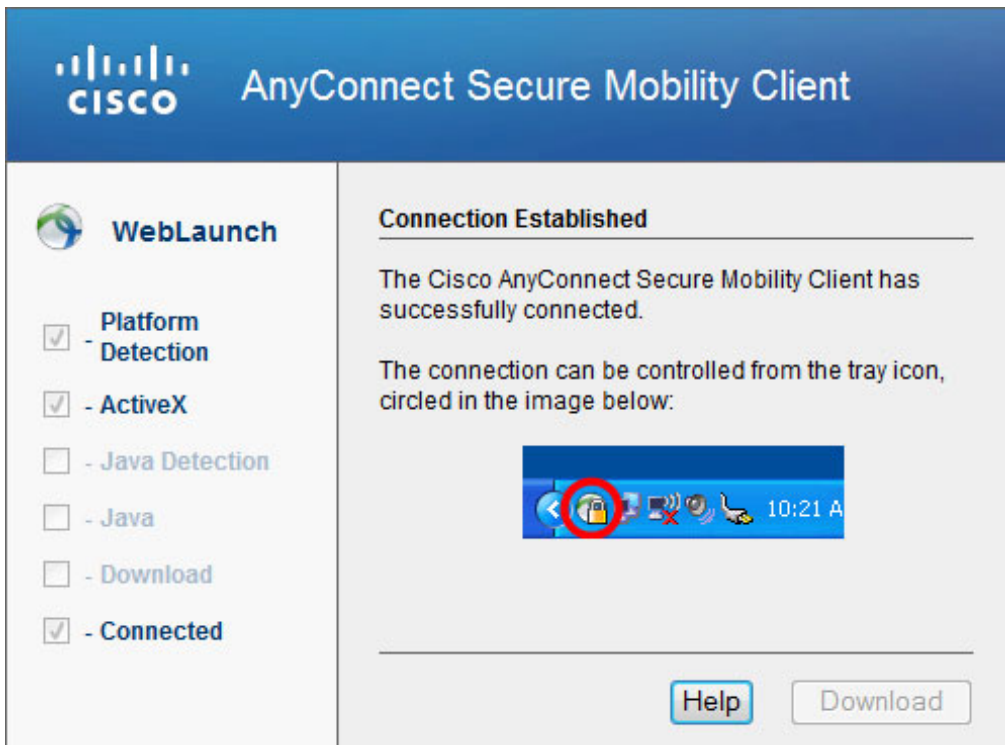 CISCO
AnyConnect Secure Mobility Client
WebLaunch
Platform
- Detection
- ActiveX
- Java Detection
- Java
- Download
- Connected
Connection Established
The Cisco AnyConnect Secure Mobility Client has
successfully connected.
The connection can be controlled from the tray icon,
circled in the image below:
10:21 A
Help
Download